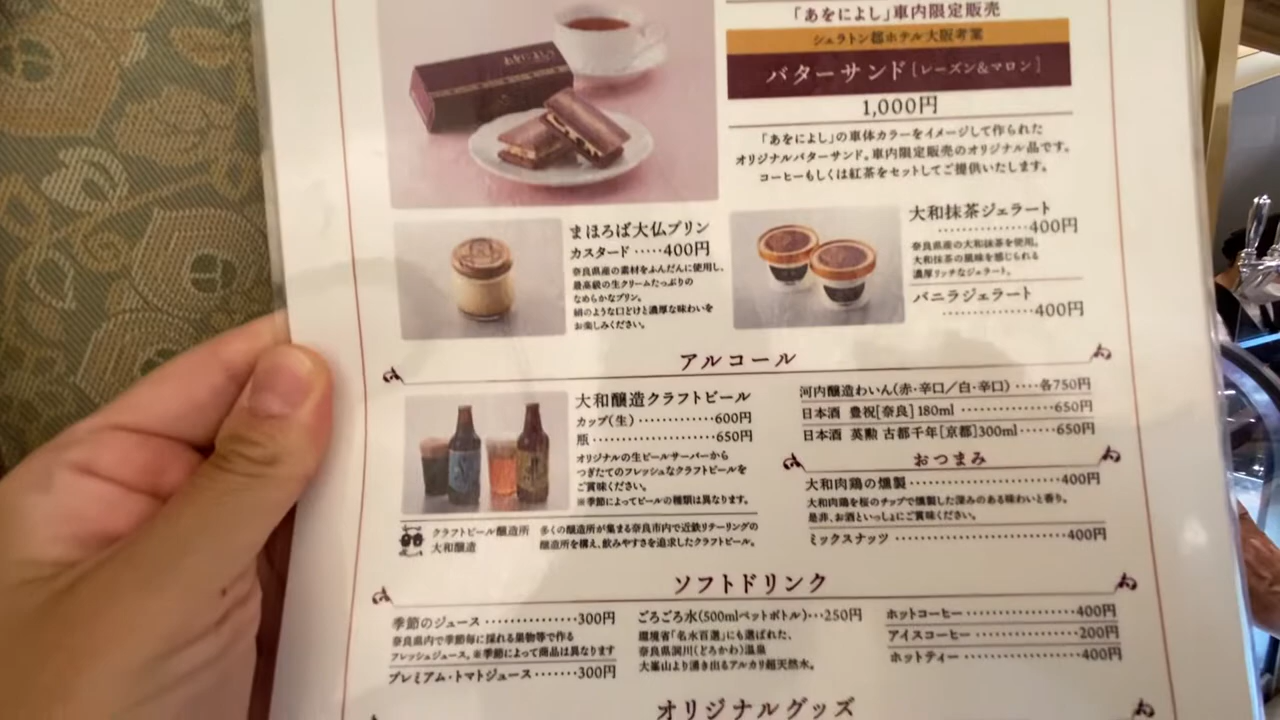 あをによし
「あをによし」車内限定販売
シェラトン都ホテル大阪考案
バターサンド[レーズン&マロン]
1,000円
「あをによし」の車体カラーをイメージして作られた
オリジナルバターサンド。車内限定販売のオリジナル品です。
コーヒーもしくは紅茶をセットしてご提供いたします。
まほろば大仏プリン
カスタード ‥‥‥400円
奈良県産の素材をふんだんに使用し、
最高級の生クリームたっぷりの
なめらかなプリン。
絹のような口どけと濃厚な味わいを
お楽しみください。
大和抹茶ジェラート
‥‥‥‥‥‥‥400円
奈良県産の大和抹茶を使用。
大和抹茶の風味を感じられる
濃厚リッチなジェラート。
バニラジェラート
‥‥‥‥‥‥‥400円
アルコール
大和醸造クラフトビール
カップ(生)‥‥‥‥‥‥600円
瓶‥‥‥‥‥‥‥‥‥‥650円
オリジナルの生ビールサーバーから
つぎたてのフレッシュなクラフトビールを
ご賞味ください。
※季節によってビールの種類は異なります。
クラフトビール醸造所
大和醸造
多くの醸造所が集まる奈良市内で近鉄リテーリングの
醸造所を構え、飲みやすさを追求したクラフトビール。
河内醸造わいん(赤・辛口/白・辛口)‥‥各750円
日本酒 豊祝[奈良] 180ml ‥‥‥‥‥‥‥650円
日本酒 英勲 古都千年[京都]300ml‥‥‥650円
おつまみ
大和肉鶏の燻製‥‥‥‥‥‥‥‥‥‥400円
大和肉鶏を桜のチップで燻製した深みのある味わいと香り。
是非、お酒といっしょにご賞味ください。
ミックスナッツ ‥‥‥‥‥‥‥‥‥‥400円
ソフトドリンク
季節のジュース ‥‥‥‥‥‥‥300円
奈良県内で季節毎に採れる果物等で作る
フレッシュジュース。※季節によって商品は異なります
プレミアム・トマトジュース‥‥‥‥300円
ごろごろ水(500mlペットボトル)‥‥250円
環境省「名水百選」にも選ばれた、
奈良県洞川(どろかわ)温泉
大峯山より湧き出るアルカリ超天然水。
ホットコーヒー‥‥‥‥‥‥‥400円
アイスコーヒー ‥‥‥‥‥‥200円
ホットティー ‥‥‥‥‥‥‥400円
オリジナルグッズ